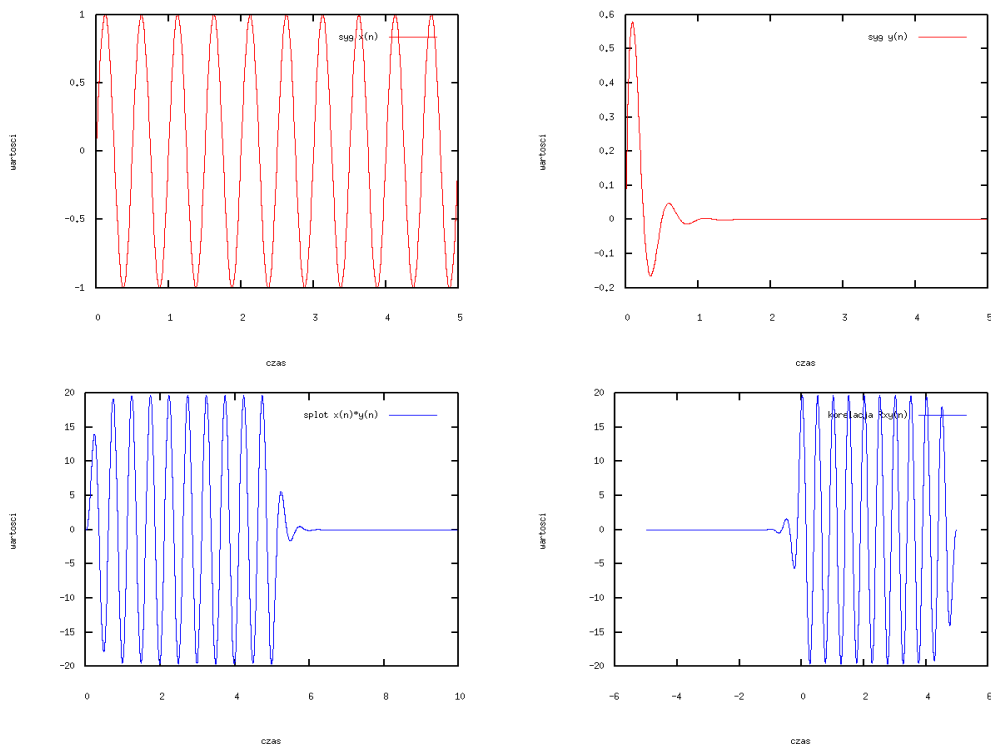 1
0.5
0
-0.5
-1
wartosci
syg x(n)
0 1 2 3 4 5
czas
0.6
0.5
0.4
0.3
0.2
0.1
0
-0.1
-0.2
wartosci
syg y(n)
0 1 2 3 4 5
czas
20
15
10
5
0
-5
-10
-15
-20
wartosci
splot x(n)*y(n)
0 2 4 6 8 10
czas
20
15
10
5
0
-5
-10
-15
-20
wartosci
korelacja Rxy(n)
-6 -4 -2 0 2 4 6
czas